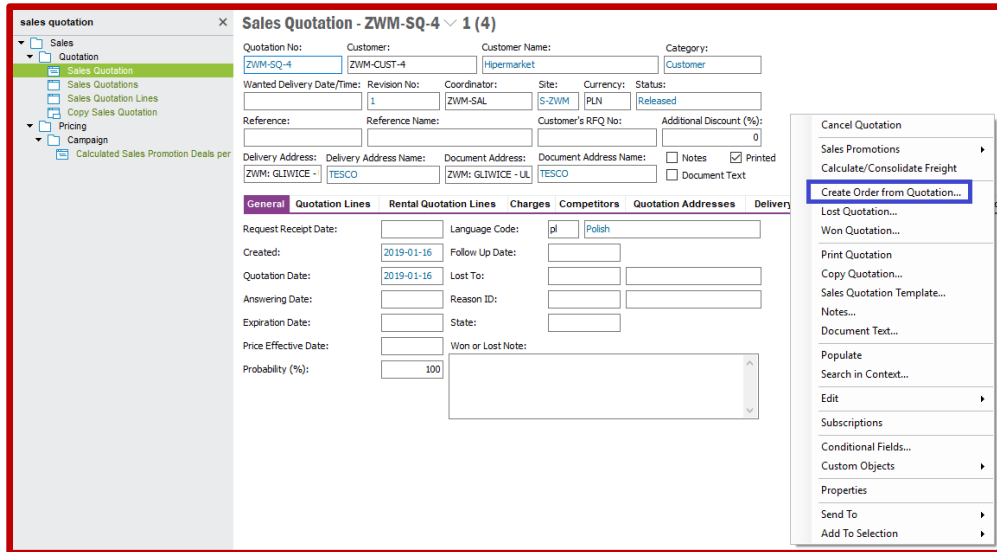 sales quotation
Sales
Quotation
Sales Quotation
Sales Quotations
Sales Quotation Lines
Copy Sales Quotation
Pricing
Campaign
Calculated Sales Promotion Deals per
Sales Quotation - ZWM-SQ-4 1 (4)
Quotation No: Customer: Customer Name: Category:
ZWM-SQ-4 ZWM-CUST-4 Hipermarket Customer
Wanted Delivery Date/Time: Revision No: Coordinator: Site: Currency: Status:
1 ZWM-SAL S-ZWM PLN Released
Reference: Reference Name: Customer's RFQ No: Additional Discount (%):
0
Delivery Address: Delivery Address Name: Document Address: Document Address Name: Notes Printed
ZWM: GLIWICE - TESCO ZWM: GLIWICE - UL TESCO Document Text
General Quotation Lines Rental Quotation Lines Charges Competitors Quotation Addresses Delivery
Request Receipt Date: Language Code: pl Polish
Created: 2019-01-16 Follow Up Date:
Quotation Date: 2019-01-16 Lost To:
Answering Date: Reason ID:
Expiration Date: State:
Price Effective Date: Won or Lost Note:
Probability (%): 100
Cancel Quotation
Sales Promotions
Calculate/Consolidate Freight
Create Order from Quotation...
Lost Quotation...
Won Quotation...
Print Quotation
Copy Quotation...
Sales Quotation Template...
Notes...
Document Text...
Populate
Search in Context...
Edit
Subscriptions
Conditional Fields...
Custom Objects
Properties
Send To
Add To Selection